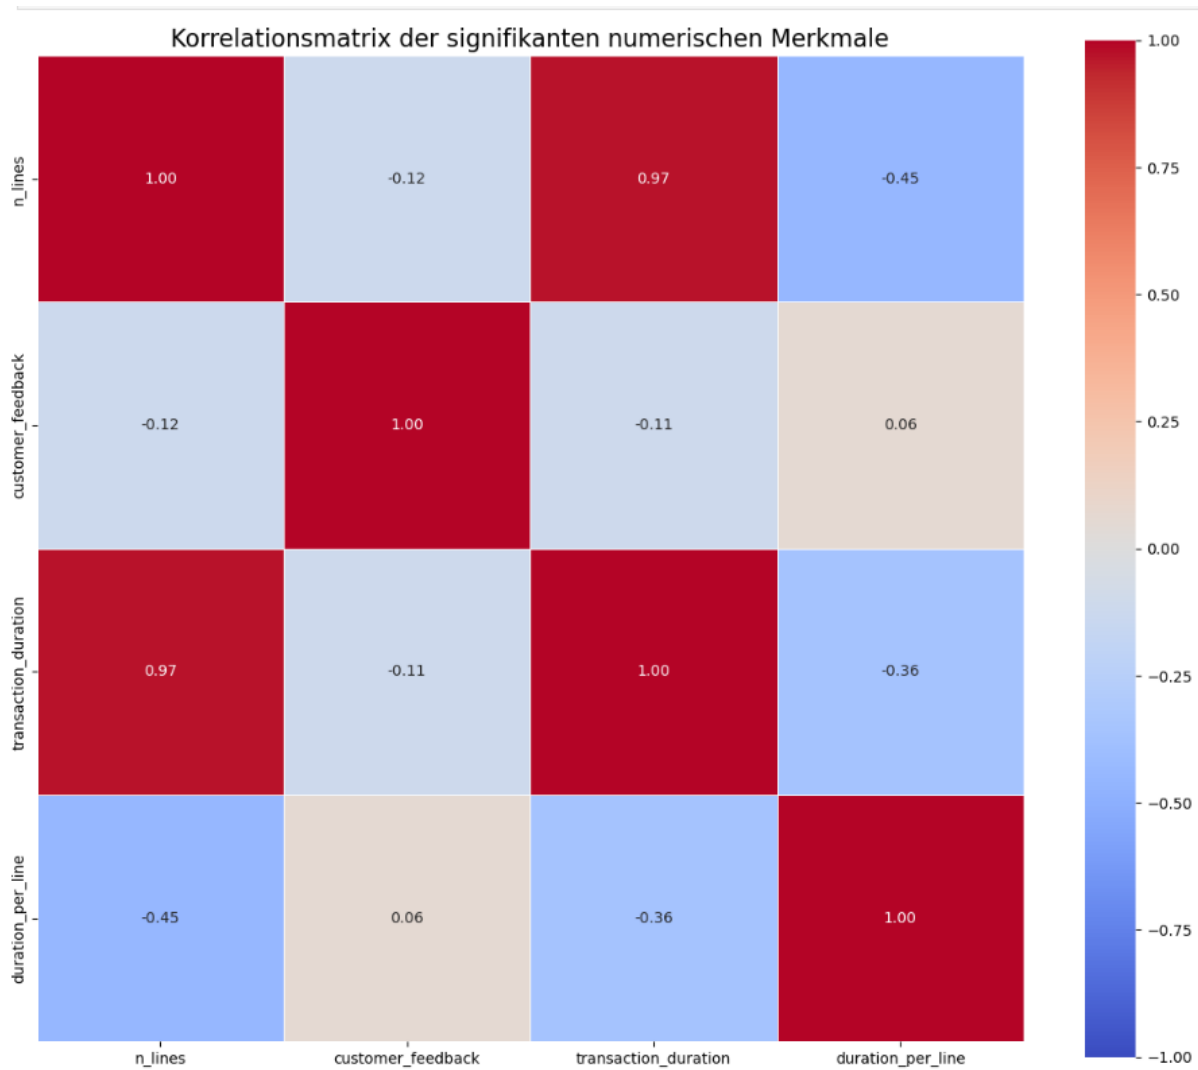 Korrelationsmatrix der signifikanten numerischen Merkmale
n_lines
1.00
-0.12
0.97
-0.45
customer_feedback
-0.12
1.00
-0.11
0.06
transaction_duration
0.97
-0.11
1.00
-0.36
duration_per_line
-0.45
0.06
-0.36
1.00
n_lines
customer_feedback
transaction_duration
duration_per_line
1.00
0.75
0.50
0.25
0.00
−0.25
−0.50
−0.75
−1.00